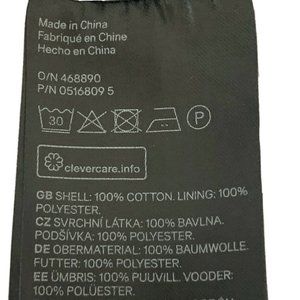 Made in China
Fabriqué en Chine
Hecho en China
O/N 468890
P/N 0516809 5
30
P
clevercare.info
GB SHELL: 100% COTTON. LINING: 100%
POLYESTER.
CZ SVRCHNÍ LÁTKA: 100% BAVLNA.
PODŠÍVKA: 100% POLYESTER.
DE OBERMATERIAL: 100% BAUMWOLLE.
FUTTER: 100% POLYESTER.
EE ÜMBRIS: 100% PUUVILL. VOODER:
100% POLÜESTER.